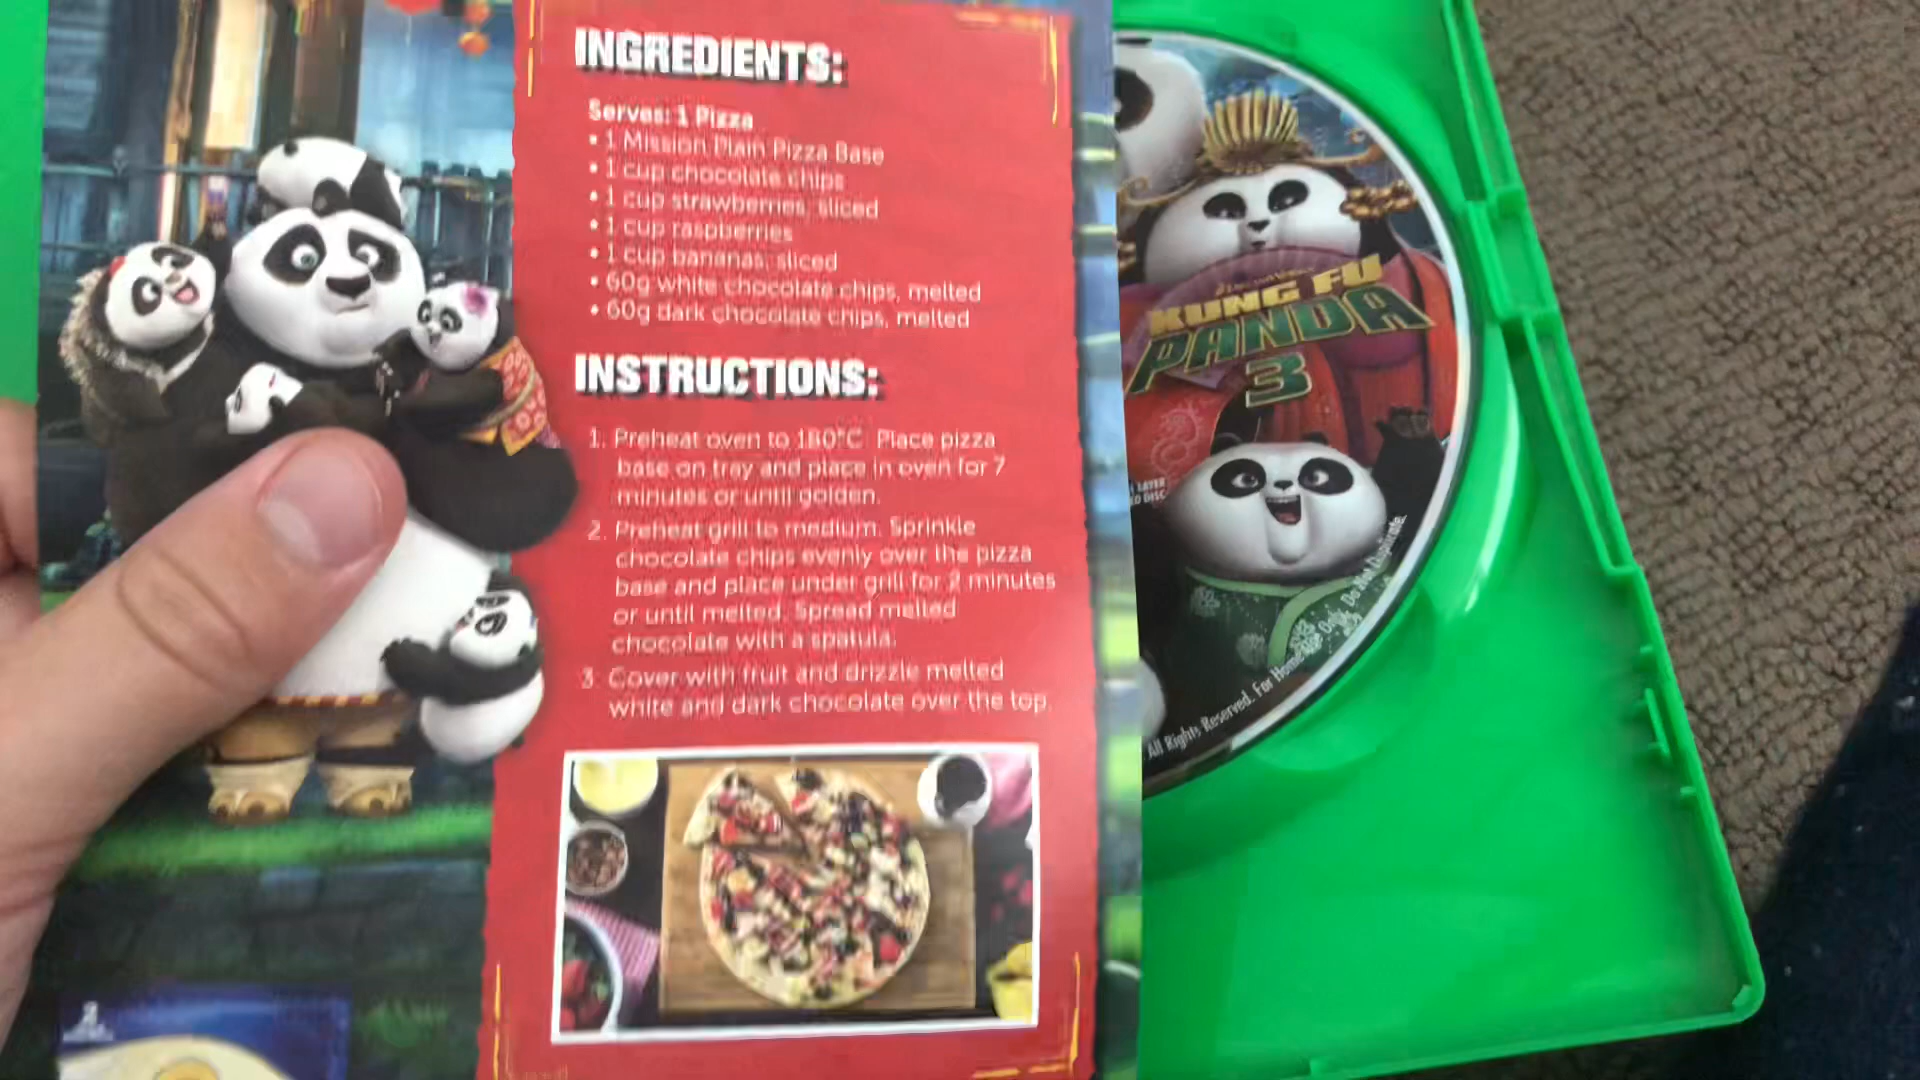 INGREDIENTS:
Serves: 1 Pizza
• 1 Mission Plain Pizza Base
• 1 cup chocolate chips
• 1 cup strawberries, sliced
• 1 cup raspberries
• 1 cup bananas, sliced
• 60g white chocolate chips, melted
• 60g dark chocolate chips, melted
INSTRUCTIONS:
1. Preheat oven to 180°C. Place pizza
base on tray and place in oven for 7
minutes or until golden.
2. Preheat grill to medium. Sprinkle
chocolate chips evenly over the pizza
base and place under grill for 2 minutes
or until melted. Spread melted
chocolate with a spatula.
3. Cover with fruit and drizzle melted
white and dark chocolate over the top.
KUNG FU
PANDA
3
LAYER
DISC
All Rights Reserved. For Home Use Only. Do Not Duplicate.